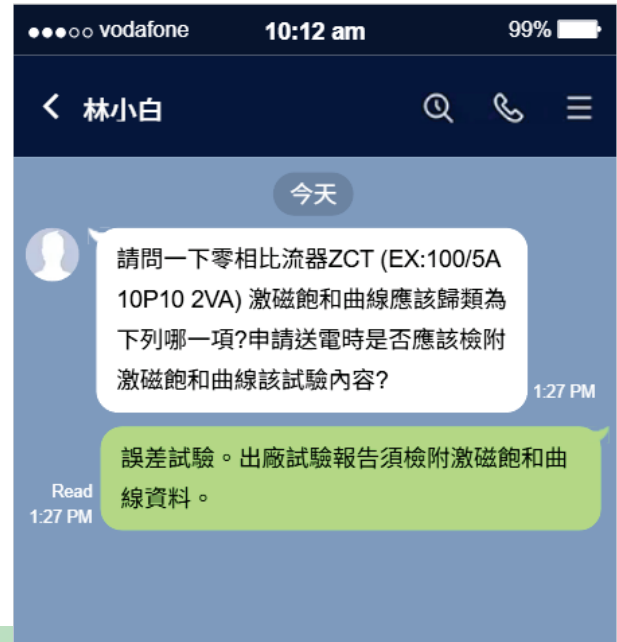 vodafone 10:12 am 99%
林小白
今天
請問一下零相比流器ZCT (EX:100/5A
10P10 2VA) 激磁飽和曲線應該歸類為
下列哪一項?申請送電時是否應該檢附
激磁飽和曲線該試驗內容?
1:27 PM
誤差試驗。出廠試驗報告須檢附激磁飽和曲
線資料。
Read
1:27 PM